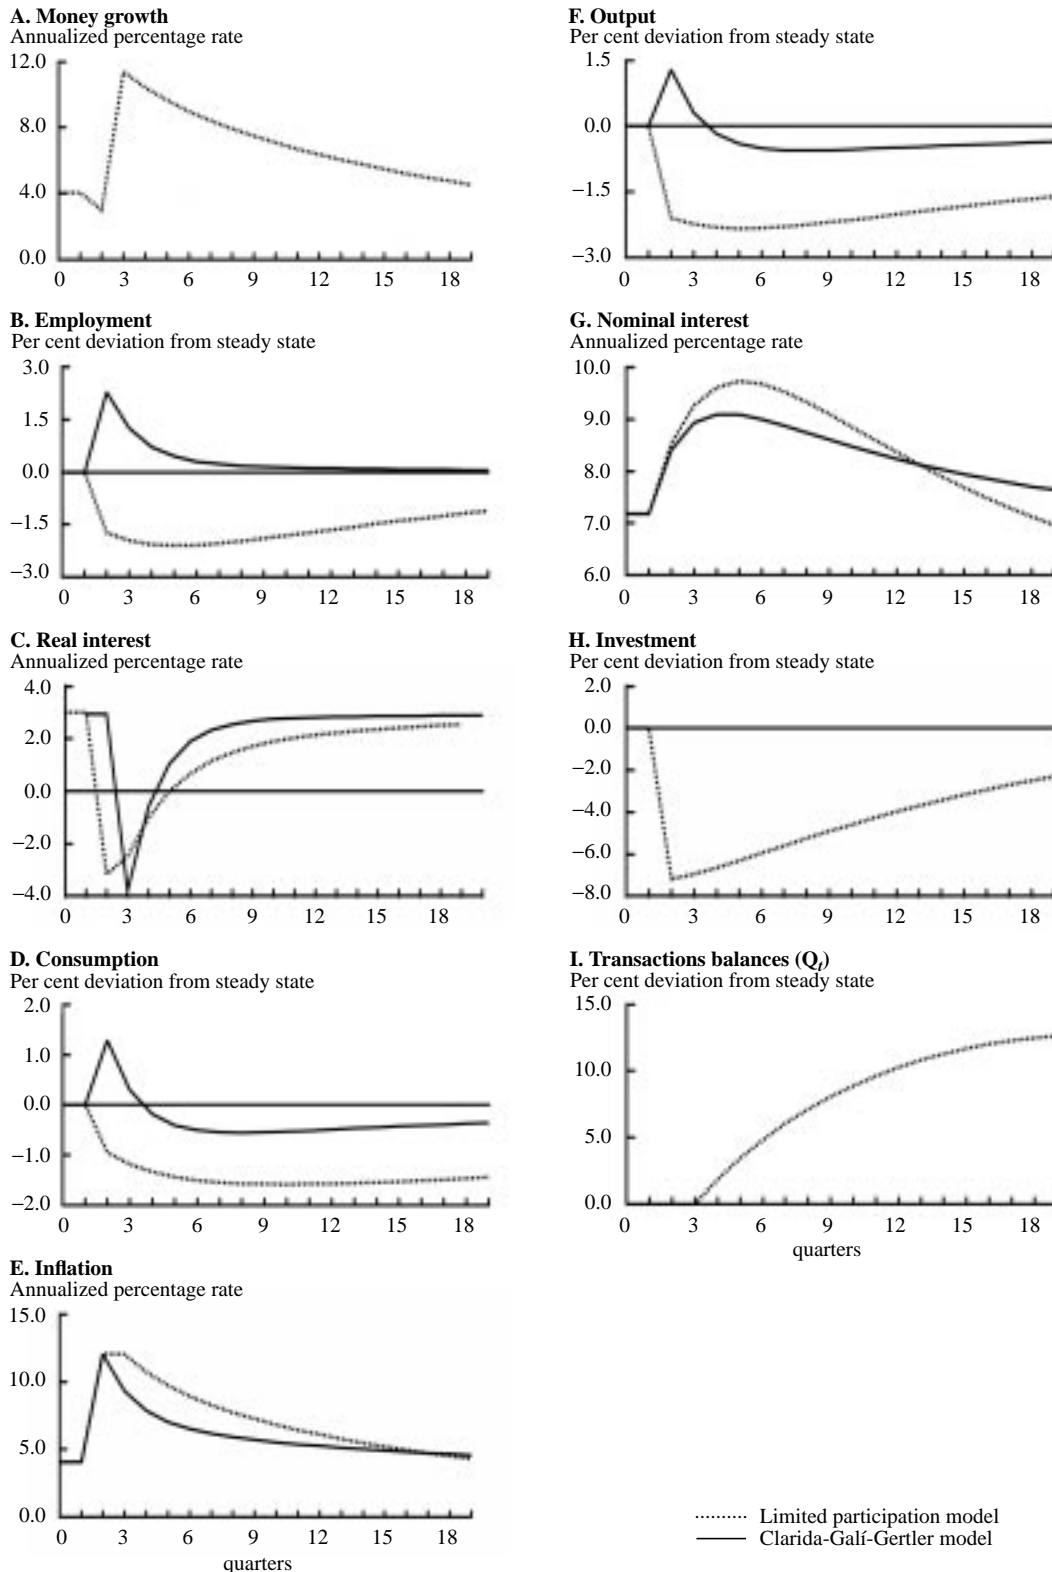 A. Money growth
Annualized percentage rate
12.0
8.0
4.0
0.0
0 3 6 9 12 15 18
B. Employment
Per cent deviation from steady state
3.0
1.5
0.0
−1.5
−3.0
0 3 6 9 12 15 18
C. Real interest
Annualized percentage rate
4.0
2.0
0.0
−2.0
−4.0
0 3 6 9 12 15 18
D. Consumption
Per cent deviation from steady state
2.0
1.0
0.0
−1.0
−2.0
0 3 6 9 12 15 18
E. Inflation
Annualized percentage rate
15.0
10.0
5.0
0.0
0 3 6 9 12 15 18
quarters
F. Output
Per cent deviation from steady state
1.5
0.0
−1.5
−3.0
0 3 6 9 12 15 18
G. Nominal interest
Annualized percentage rate
10.0
9.0
8.0
7.0
6.0
0 3 6 9 12 15 18
H. Investment
Per cent deviation from steady state
2.0
0.0
−2.0
−4.0
−6.0
−8.0
0 3 6 9 12 15 18
I. Transactions balances (Qt)
Per cent deviation from steady state
15.0
10.0
5.0
0.0
0 3 6 9 12 15 18
quarters
Limited participation model
Clarida-Galí-Gertler model